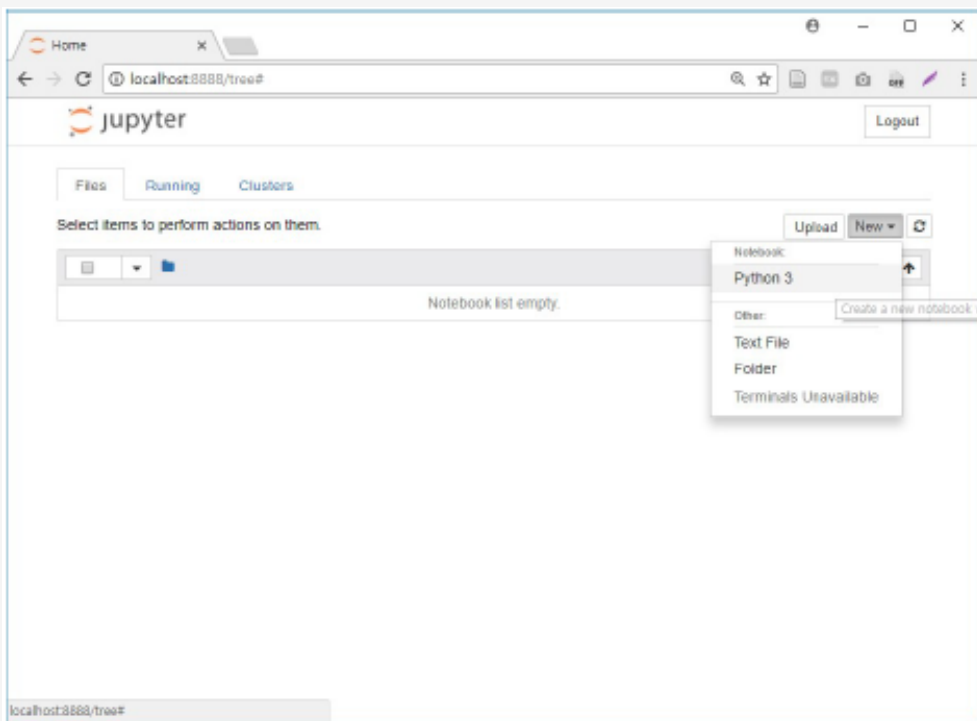 Home
localhost:8888/tree#
jupyter
Logout
Files Running Clusters
Select items to perform actions on them.
Upload New
Notebook:
Python 3
Notebook list empty.
Create a new notebook
Other:
Text File
Folder
Terminals Unavailable
localhost:8888/tree#